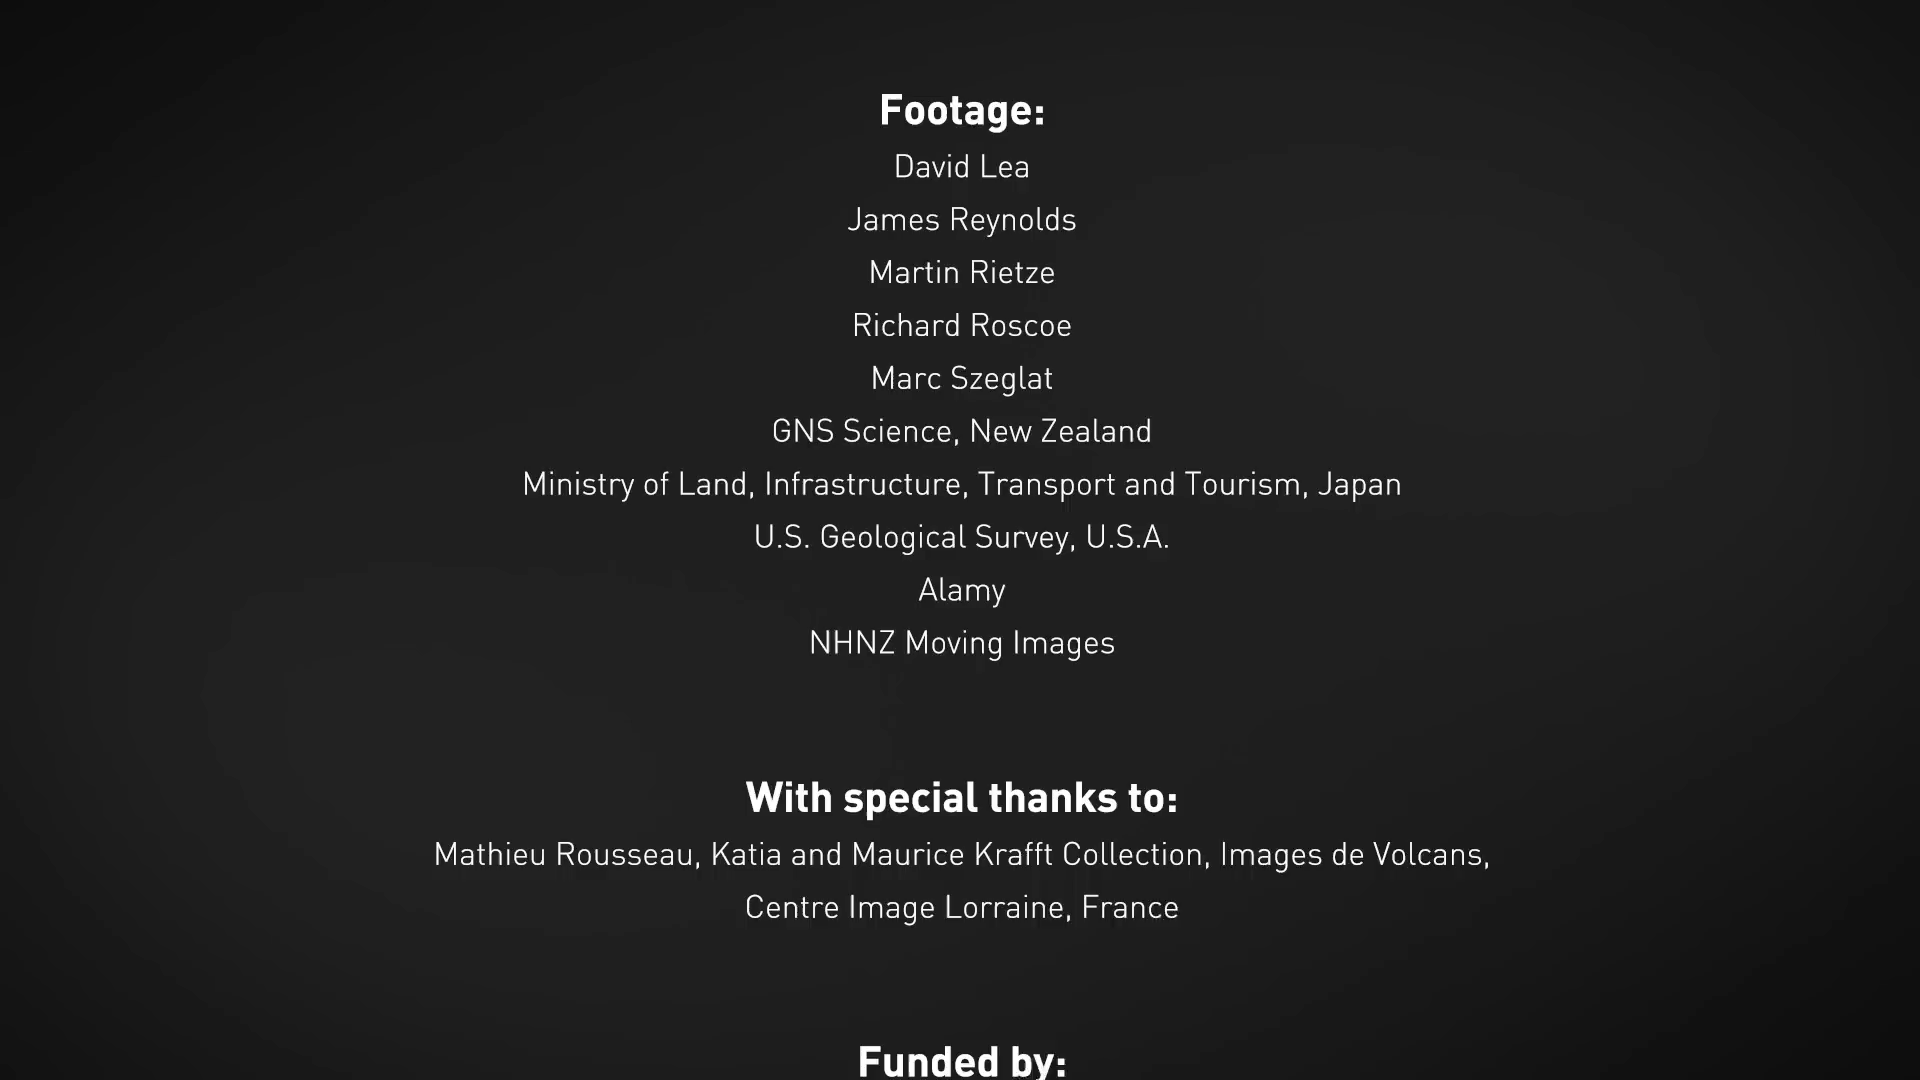 Footage:
David Lea
James Reynolds
Martin Rietze
Richard Roscoe
Marc Szeglat
GNS Science, New Zealand
Ministry of Land, Infrastructure, Transport and Tourism, Japan
U.S. Geological Survey, U.S.A.
Alamy
NHNZ Moving Images
With special thanks to:
Mathieu Rousseau, Katia and Maurice Krafft Collection, Images de Volcans,
Centre Image Lorraine, France
Funded by: